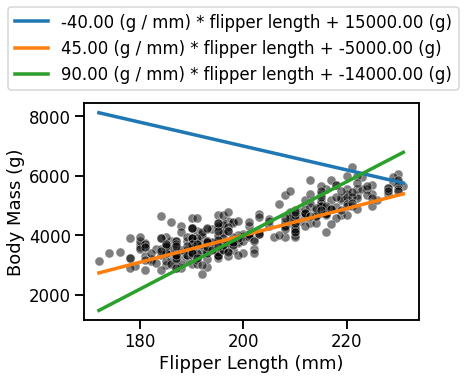 -40.00 (g / mm) * flipper length + 15000.00 (g)
45.00 (g / mm) * flipper length + -5000.00 (g)
90.00 (g / mm) * flipper length + -14000.00 (g)
8000
6000
4000
2000
Body Mass (g)
180 200 220
Flipper Length (mm)